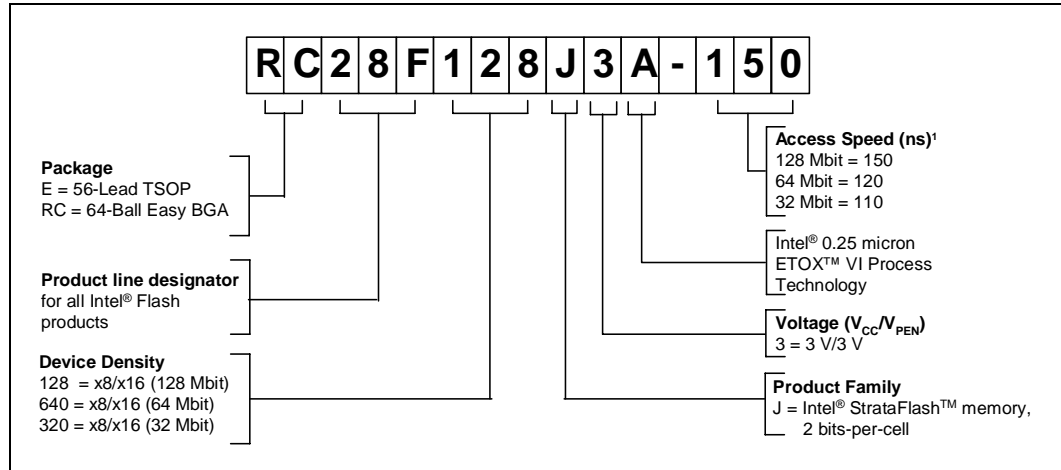 RC28F128J3A-150
Package
E = 56-Lead TSOP
RC = 64-Ball Easy BGA
Product line designator
for all Intel® Flash
products
Device Density
128 = x8/x16 (128 Mbit)
640 = x8/x16 (64 Mbit)
320 = x8/x16 (32 Mbit)
Access Speed (ns)¹
128 Mbit = 150
64 Mbit = 120
32 Mbit = 110
Intel® 0.25 micron
ETOX™ VI Process
Technology
Voltage (VCC/VPEN)
3 = 3 V/3 V
Product Family
J = Intel® StrataFlash™ memory,
2 bits-per-cell